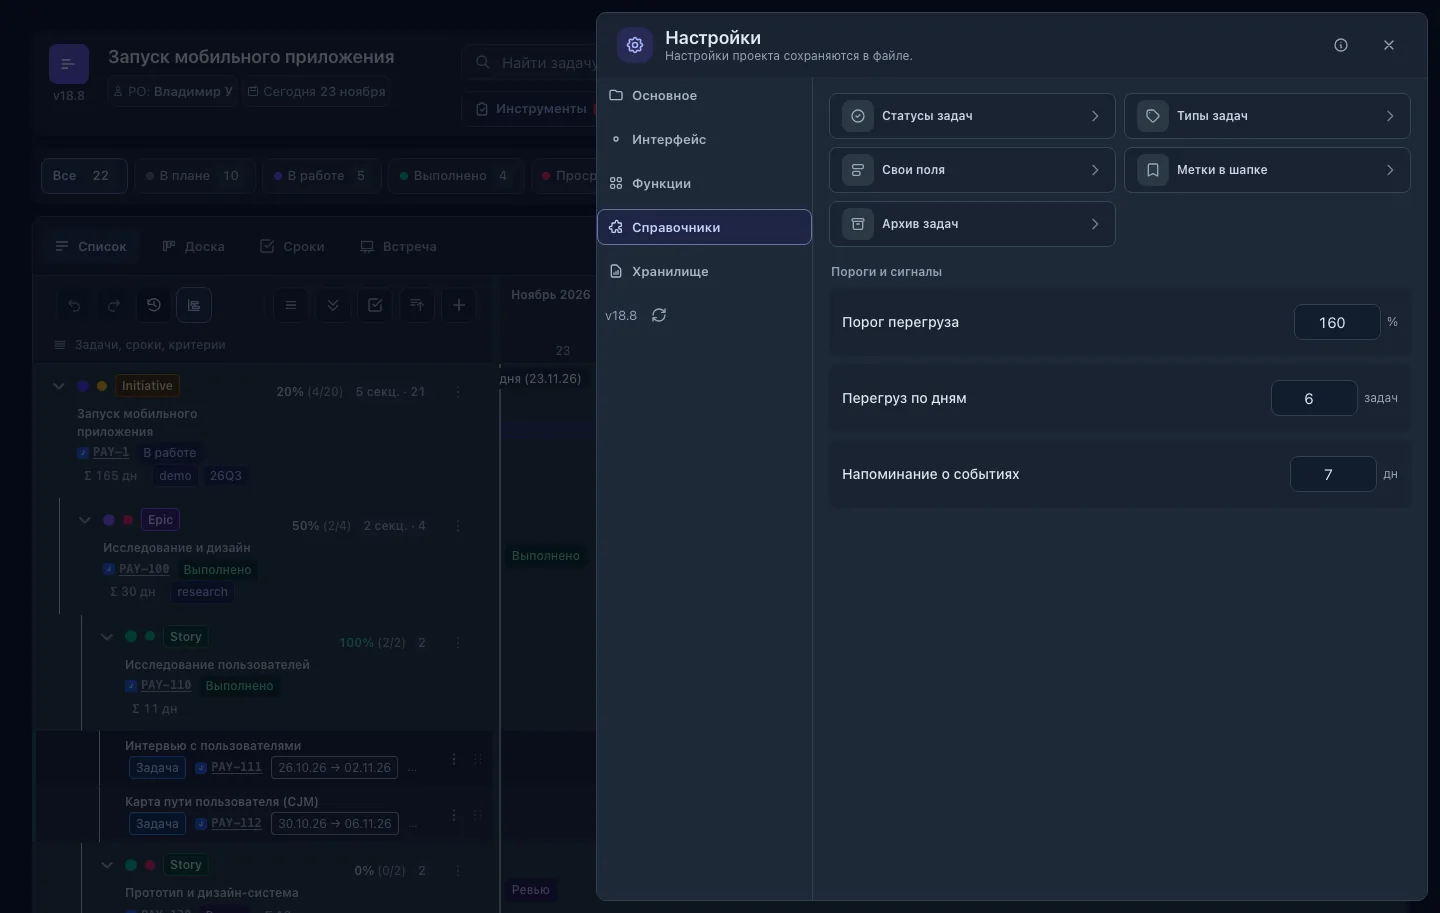 Запуск мобильного приложения
v18.8
PO: Владимир У
Сегодня 23 ноября
Найти задачу
Инструменты
Все 22
В плане 10
В работе 5
Выполнено 4
Проср
Список
Доска
Сроки
Встреча
Ноябрь 2026
Задачи, сроки, критерии
23
дня (23.11.26)
Initiative
20% (4/20) 5 секц. · 21
Запуск мобильного
приложения
PAY-1 В работе
Σ 165 дн demo 26Q3
Epic
50% (2/4) 2 секц. · 4
Исследование и дизайн
PAY-100 Выполнено
Σ 30 дн research
Выполнено
Story
100% (2/2) 2
Исследование пользователей
PAY-110 Выполнено
Σ 11 дн
Интервью с пользователями
Задача PAY-111 26.10.26 → 02.11.26 ...
Карта пути пользователя (CJM)
Задача PAY-112 30.10.26 → 06.11.26 ...
Story
0% (0/2) 2
Прототип и дизайн-система
Ревью
Настройки
Настройки проекта сохраняются в файле.
Основное
Интерфейс
Функции
Справочники
Хранилище
v18.8
Статусы задач
Типы задач
Свои поля
Метки в шапке
Архив задач
Пороги и сигналы
Порог перегруза 160 %
Перегруз по дням 6 задач
Напоминание о событиях 7 дн